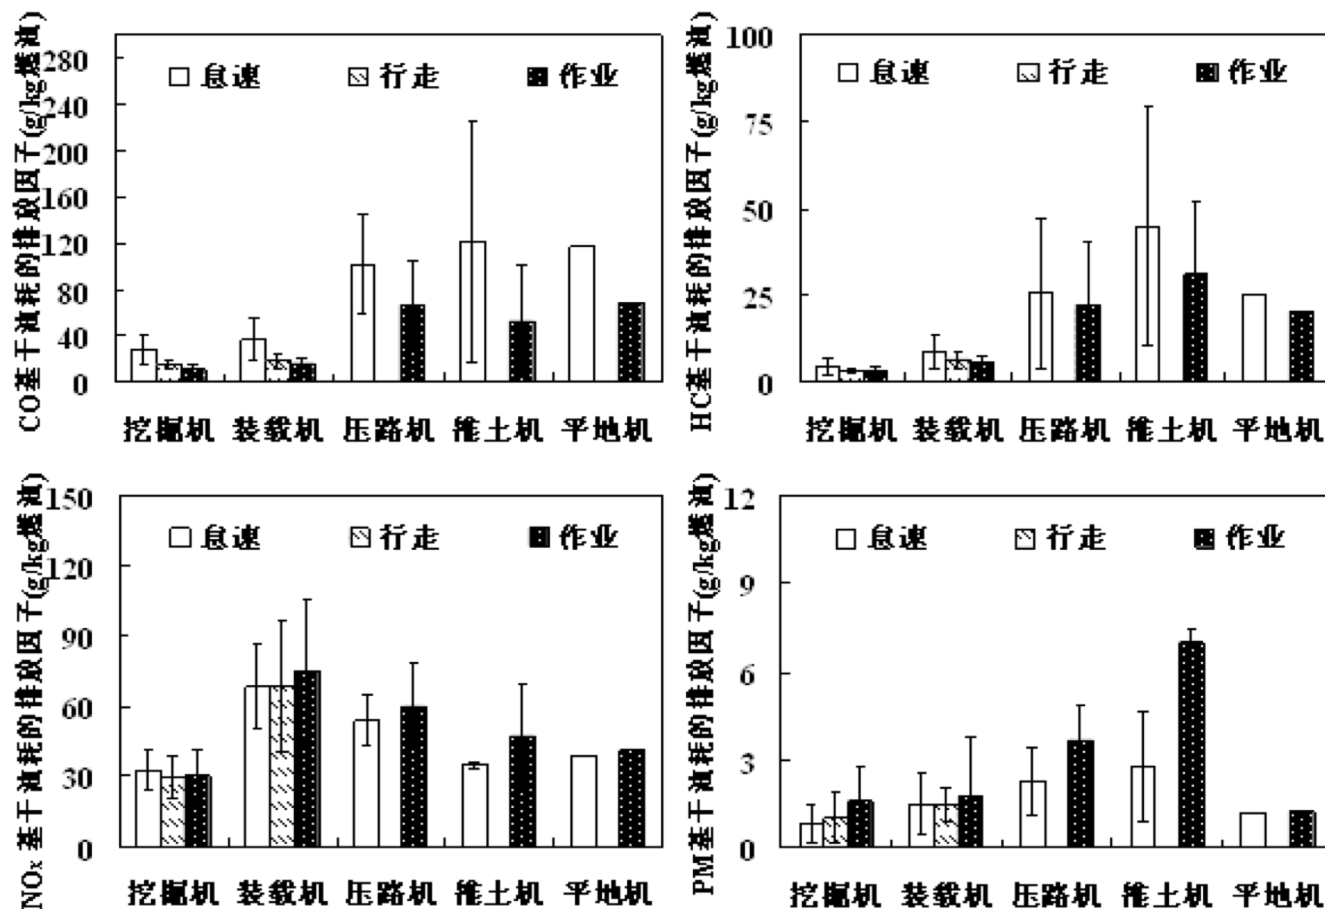 CO基于油耗的排放因子(g/kg燃油)
280
240
200
160
120
80
40
0
怠速 行走 作业
挖掘机 装载机 压路机 推土机 平地机
HC基于油耗的排放因子(g/kg燃油)
100
75
50
25
0
怠速 行走 作业
挖掘机 装载机 压路机 推土机 平地机
NOx基于油耗的排放因子(g/kg燃油)
150
120
90
60
30
0
怠速 行走 作业
挖掘机 装载机 压路机 推土机 平地机
PM基于油耗的排放因子(g/kg燃油)
12
9
6
3
0
怠速 行走 作业
挖掘机 装载机 压路机 推土机 平地机